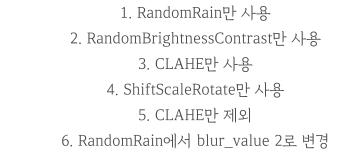 1. RandomRain만 사용
2. RandomBrightnessContrast만 사용
3. CLAHE만 사용
4. ShiftScaleRotate만 사용
5. CLAHE만 제외
6. RandomRain에서 blur_value 2로 변경